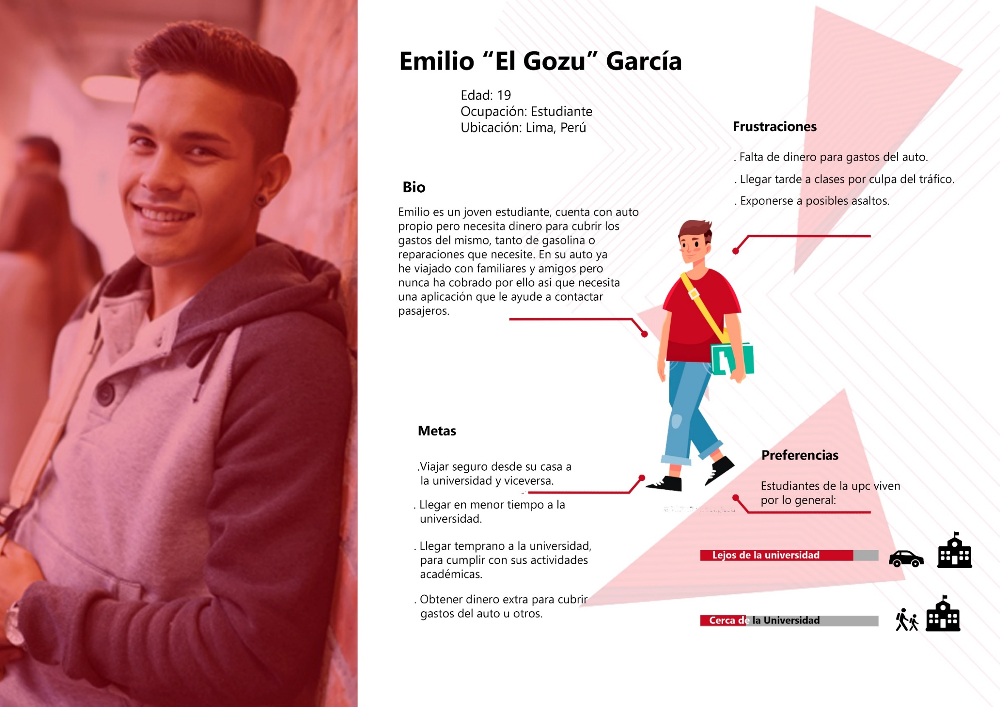 Emilio “El Gozu” García
Edad: 19
Ocupación: Estudiante
Ubicación: Lima, Perú
Bio
Emilio es un joven estudiante, cuenta con auto
propio pero necesita dinero para cubrir los
gastos del mismo, tanto de gasolina o
reparaciones que necesite. En su auto ya
he viajado con familiares y amigos pero
nunca ha cobrado por ello asi que necesita
una aplicación que le ayude a contactar
pasajeros.
Frustraciones
. Falta de dinero para gastos del auto.
. Llegar tarde a clases por culpa del tráfico.
. Exponerse a posibles asaltos.
Metas
.Viajar seguro desde su casa a
la universidad y viceversa.
. Llegar en menor tiempo a la
universidad.
. Llegar temprano a la universidad,
para cumplir con sus actividades
académicas.
. Obtener dinero extra para cubrir
gastos del auto u otros.
Preferencias
Estudiantes de la upc viven
por lo general:
Lejos de la universidad
Cerca de la Universidad